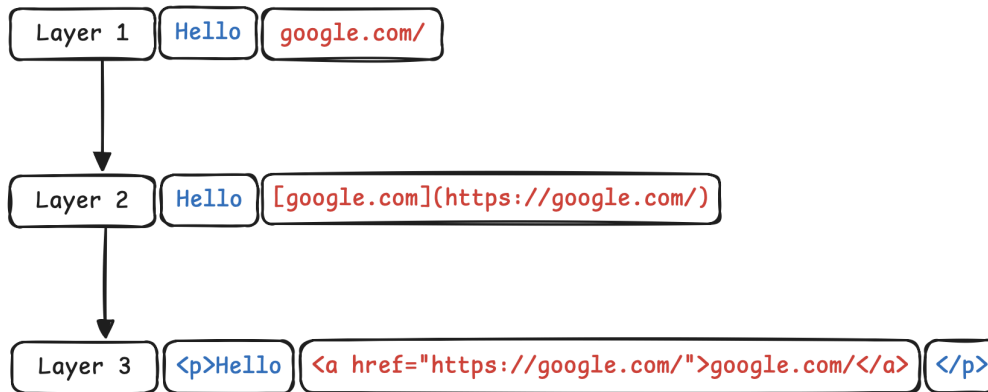 Layer 1 Hello google.com/
Layer 2 Hello [google.com](https://google.com/)
Layer 3 <p>Hello <a href="https://google.com/">google.com/</a> </p>